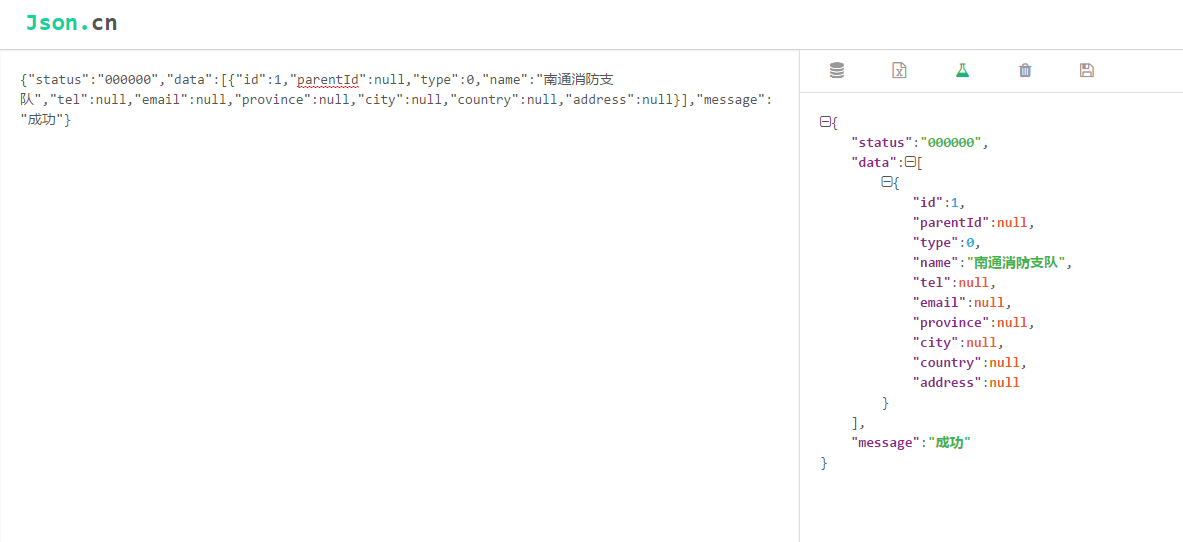 Json.cn
{"status":"000000","data":[{"id":1,"parentId":null,"type":0,"name":"南通消防支
队","tel":null,"email":null,"province":null,"city":null,"country":null,"address":null}],"message":
"成功"}
{
"status":"000000",
"data":[
{
"id":1,
"parentId":null,
"type":0,
"name":"南通消防支队",
"tel":null,
"email":null,
"province":null,
"city":null,
"country":null,
"address":null
}
],
"message":"成功"
}